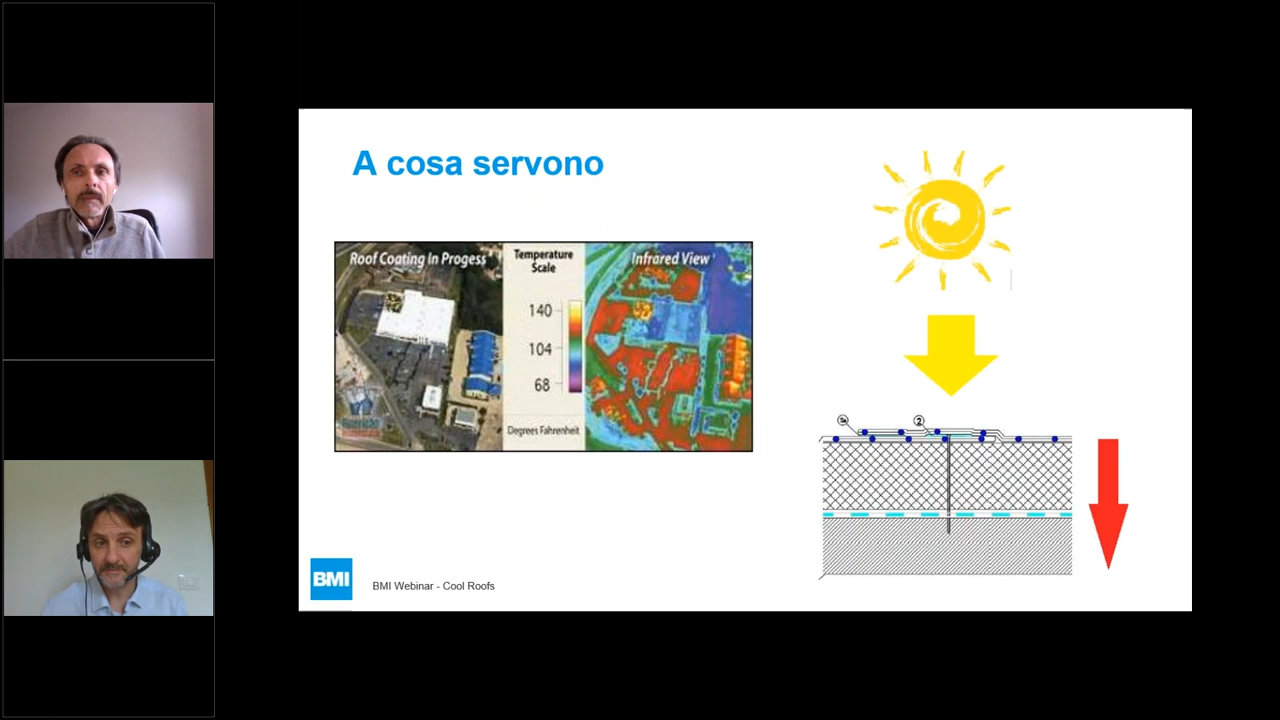 A cosa servono
Roof Coating In Progess
Temperature
Scale
Infrared View
140
104
68
Degrees Fahrenheit
2
BMI
BMI Webinar - Cool Roofs